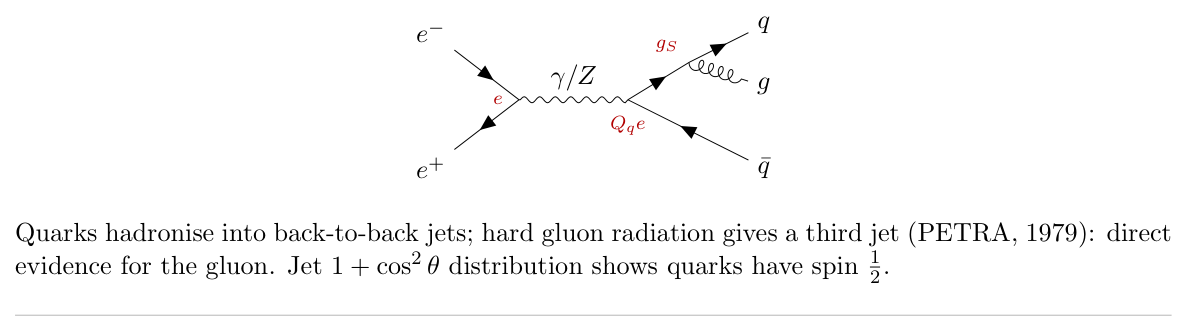 e⁻
q
g_S
γ/Z
g
e
Q_q e
e⁺
q̄
Quarks hadronise into back-to-back jets; hard gluon radiation gives a third jet (PETRA, 1979): direct
evidence for the gluon. Jet 1 + cos² θ distribution shows quarks have spin ½.